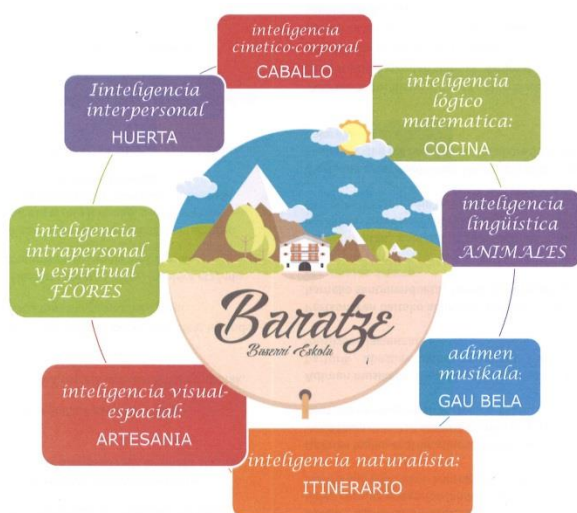 inteligencia
cinetico-corporal
CABALLO
inteligencia
lógico
matematica:
COCINA
inteligencia
lingüística
ANIMALES
adimen
musikala:
GAU BELA
inteligencia naturalista:
ITINERARIO
inteligencia visual-
espacial:
ARTESANIA
inteligencia
intrapersonal
y espiritual
FLORES
Iinteligencia
interpersonal
HUERTA
Baratze
Baserri Eskola